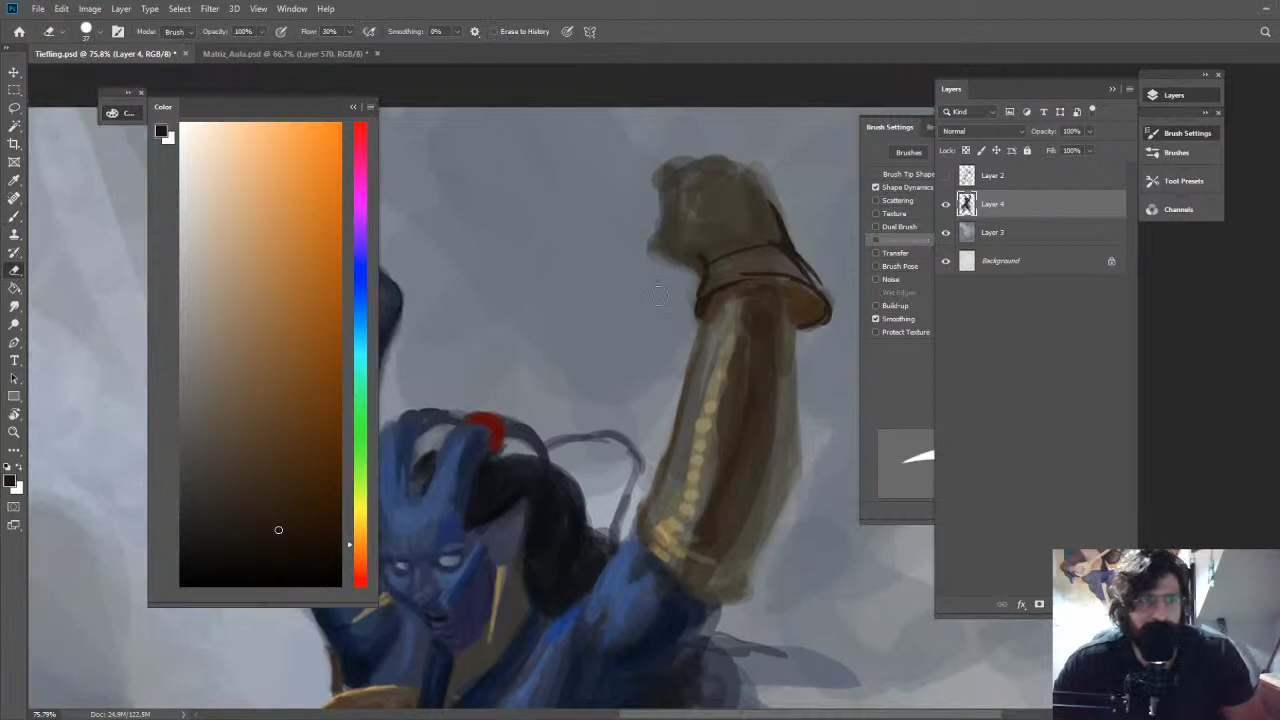 Ps File Edit Image Layer Type Select Filter 3D View Window Help
37 Mode: Brush Opacity: 100% Flow: 30% Smoothing: 0% Erase to History
Tiefling.psd @ 75,8% (Layer 4, RGB/8) * × Matriz_Aula.psd @ 66,7% (Layer 570, RGB/8) * ×
C...
Color
Layers
Kind
Normal Opacity: 100%
Lock: Fill: 100%
Layer 2
Layer 4
Layer 3
Background
Layers
Brush Settings
Brushes
Tool Presets
Channels
Brush Settings
Brushes
Brush Tip Shape
Shape Dynamics
Scattering
Texture
Dual Brush
Transfer
Brush Pose
Noise
Wet Edges
Build-up
Smoothing
Protect Texture
fx
75.79% Doc: 24.9M/122.5M